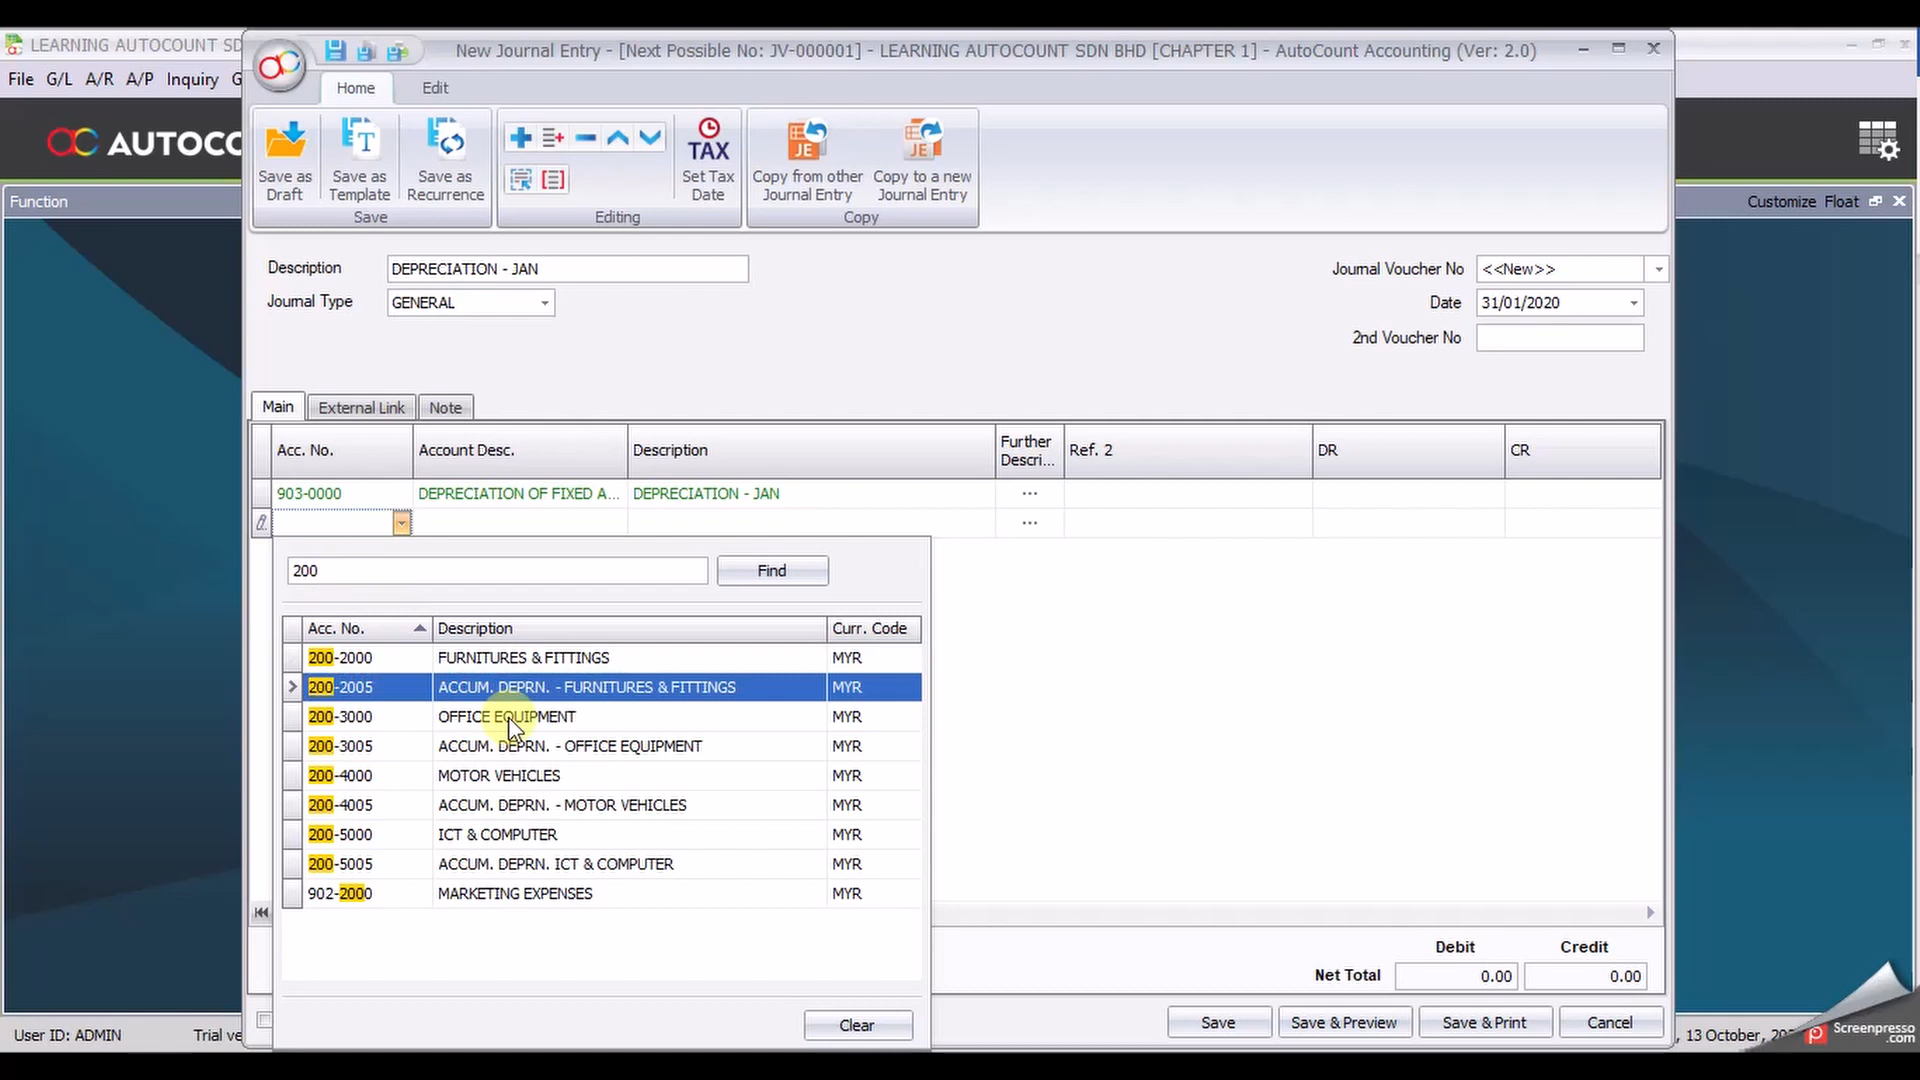 LEARNING AUTOCOUNT SD
New Journal Entry - [Next Possible No: JV-000001] - LEARNING AUTOCOUNT SDN BHD [CHAPTER 1] - AutoCount Accounting (Ver: 2.0)
File G/L A/R A/P Inquiry G
Home Edit
AUTOCO
Save as Draft
Save as Template
Save as Recurrence
TAX
Set Tax Date
JE
Copy from other Journal Entry
JE
Copy to a new Journal Entry
Save Editing Copy
Function
Customize Float
Description DEPRECIATION - JAN
Journal Voucher No <<New>>
Journal Type GENERAL
Date 31/01/2020
2nd Voucher No
Main External Link Note
Acc. No. Account Desc. Description Further Descri... Ref. 2 DR CR
903-0000 DEPRECIATION OF FIXED A... DEPRECIATION - JAN ...
...
200 Find
Acc. No. Description Curr. Code
200-2000 FURNITURES & FITTINGS MYR
200-2005 ACCUM. DEPRN. - FURNITURES & FITTINGS MYR
200-3000 OFFICE EQUIPMENT MYR
200-3005 ACCUM. DEPRN. - OFFICE EQUIPMENT MYR
200-4000 MOTOR VEHICLES MYR
200-4005 ACCUM. DEPRN. - MOTOR VEHICLES MYR
200-5000 ICT & COMPUTER MYR
200-5005 ACCUM. DEPRN. ICT & COMPUTER MYR
902-2000 MARKETING EXPENSES MYR
Debit Credit
Net Total 0.00 0.00
Clear
Save Save & Preview Save & Print Cancel
User ID: ADMIN Trial ve
, 13 October,
Screenpresso
.com